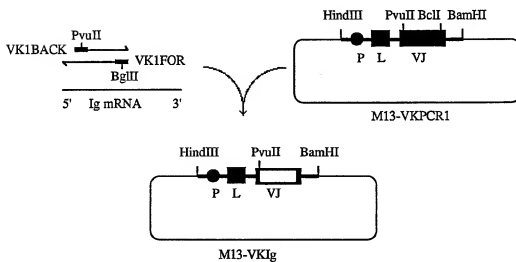 PvuII
VK1BACK
VK1FOR
BglII
5' Ig mRNA 3'
HindIII PvuII BclI BamHI
P L VJ
M13-VKPCR1
HindIII PvuII BamHI
P L VJ
M13-VKIg